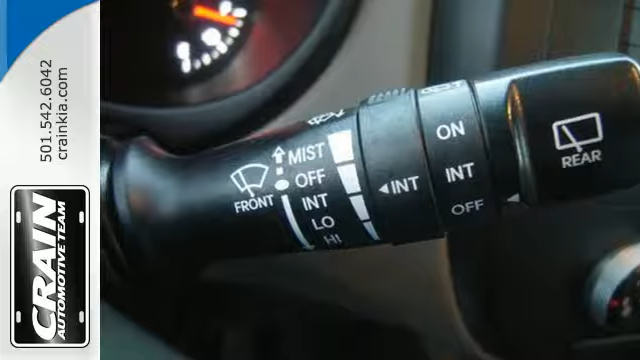 501.542.6042
crainkia.com
CRAIN
AUTOMOTIVE TEAM
FRONT
MIST
OFF
INT
LO
HI
INT
ON
INT
OFF
REAR